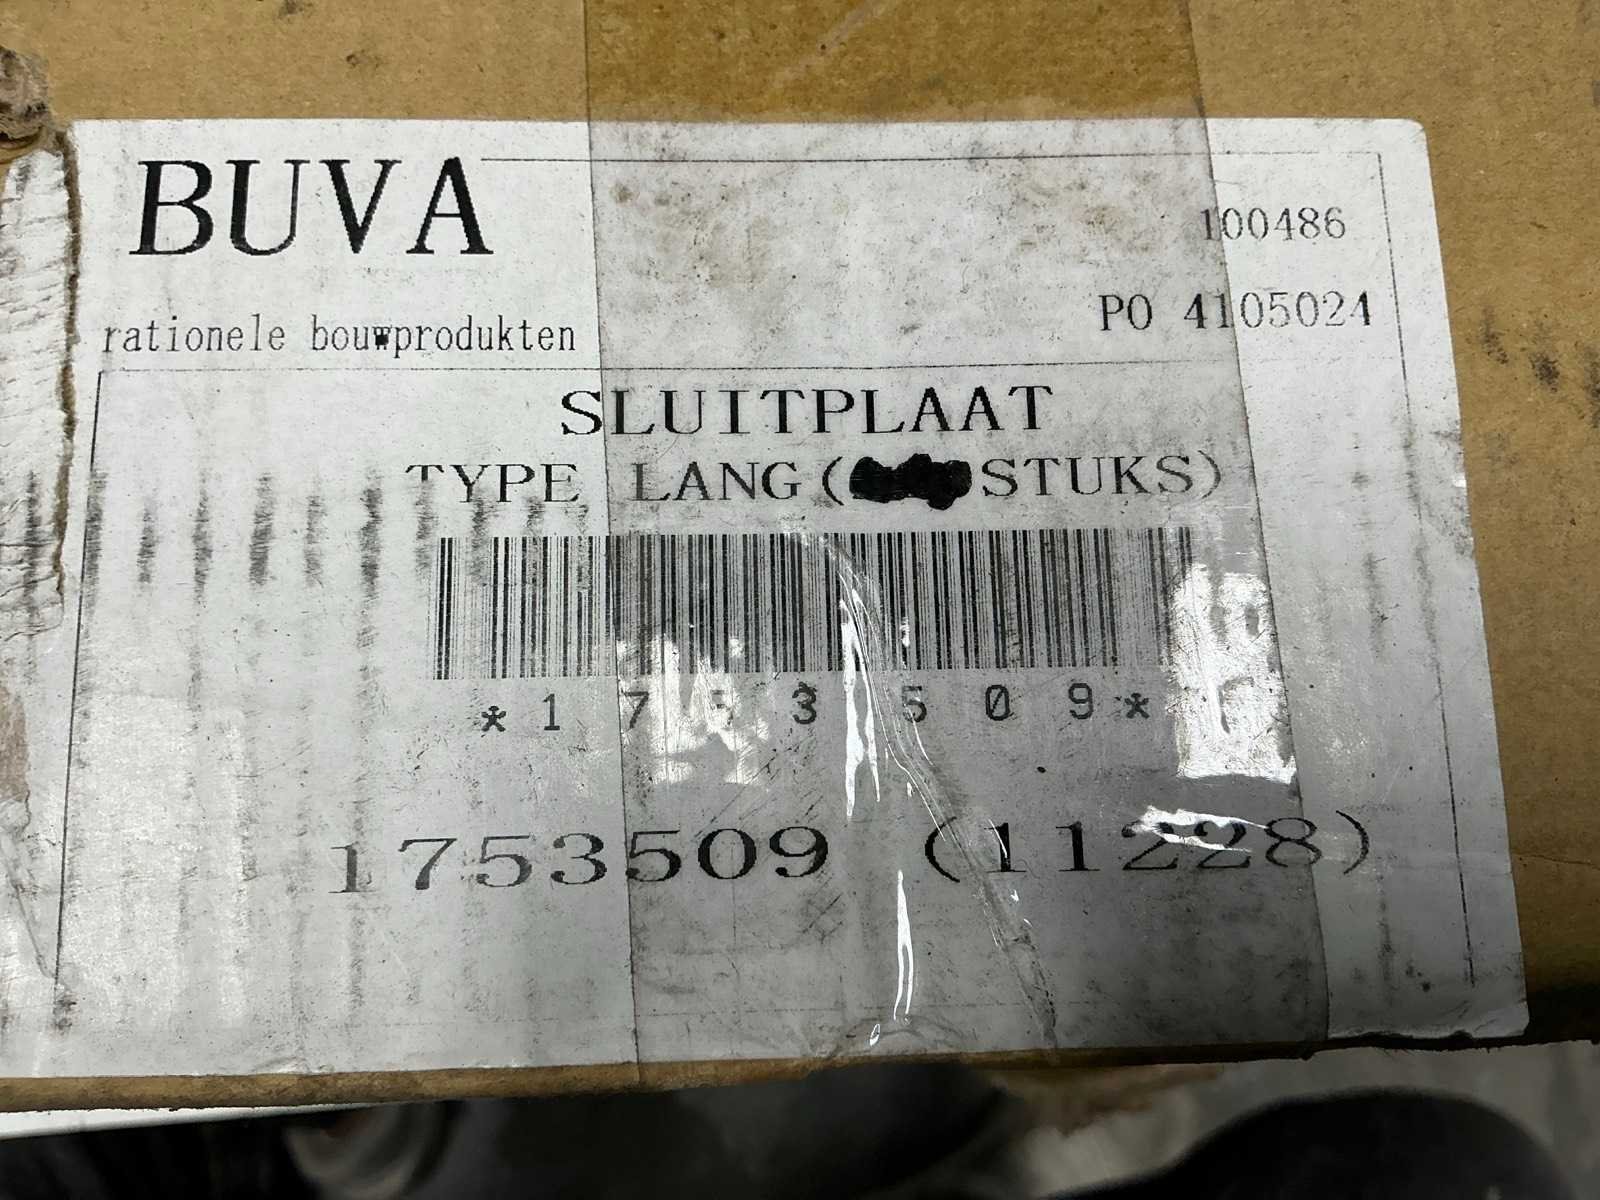 BUVA
100486
rationele bouwprodukten
PO 4105024
SLUITPLAAT
TYPE LANG ( STUKS)
*1753509*
1753509 (11228)